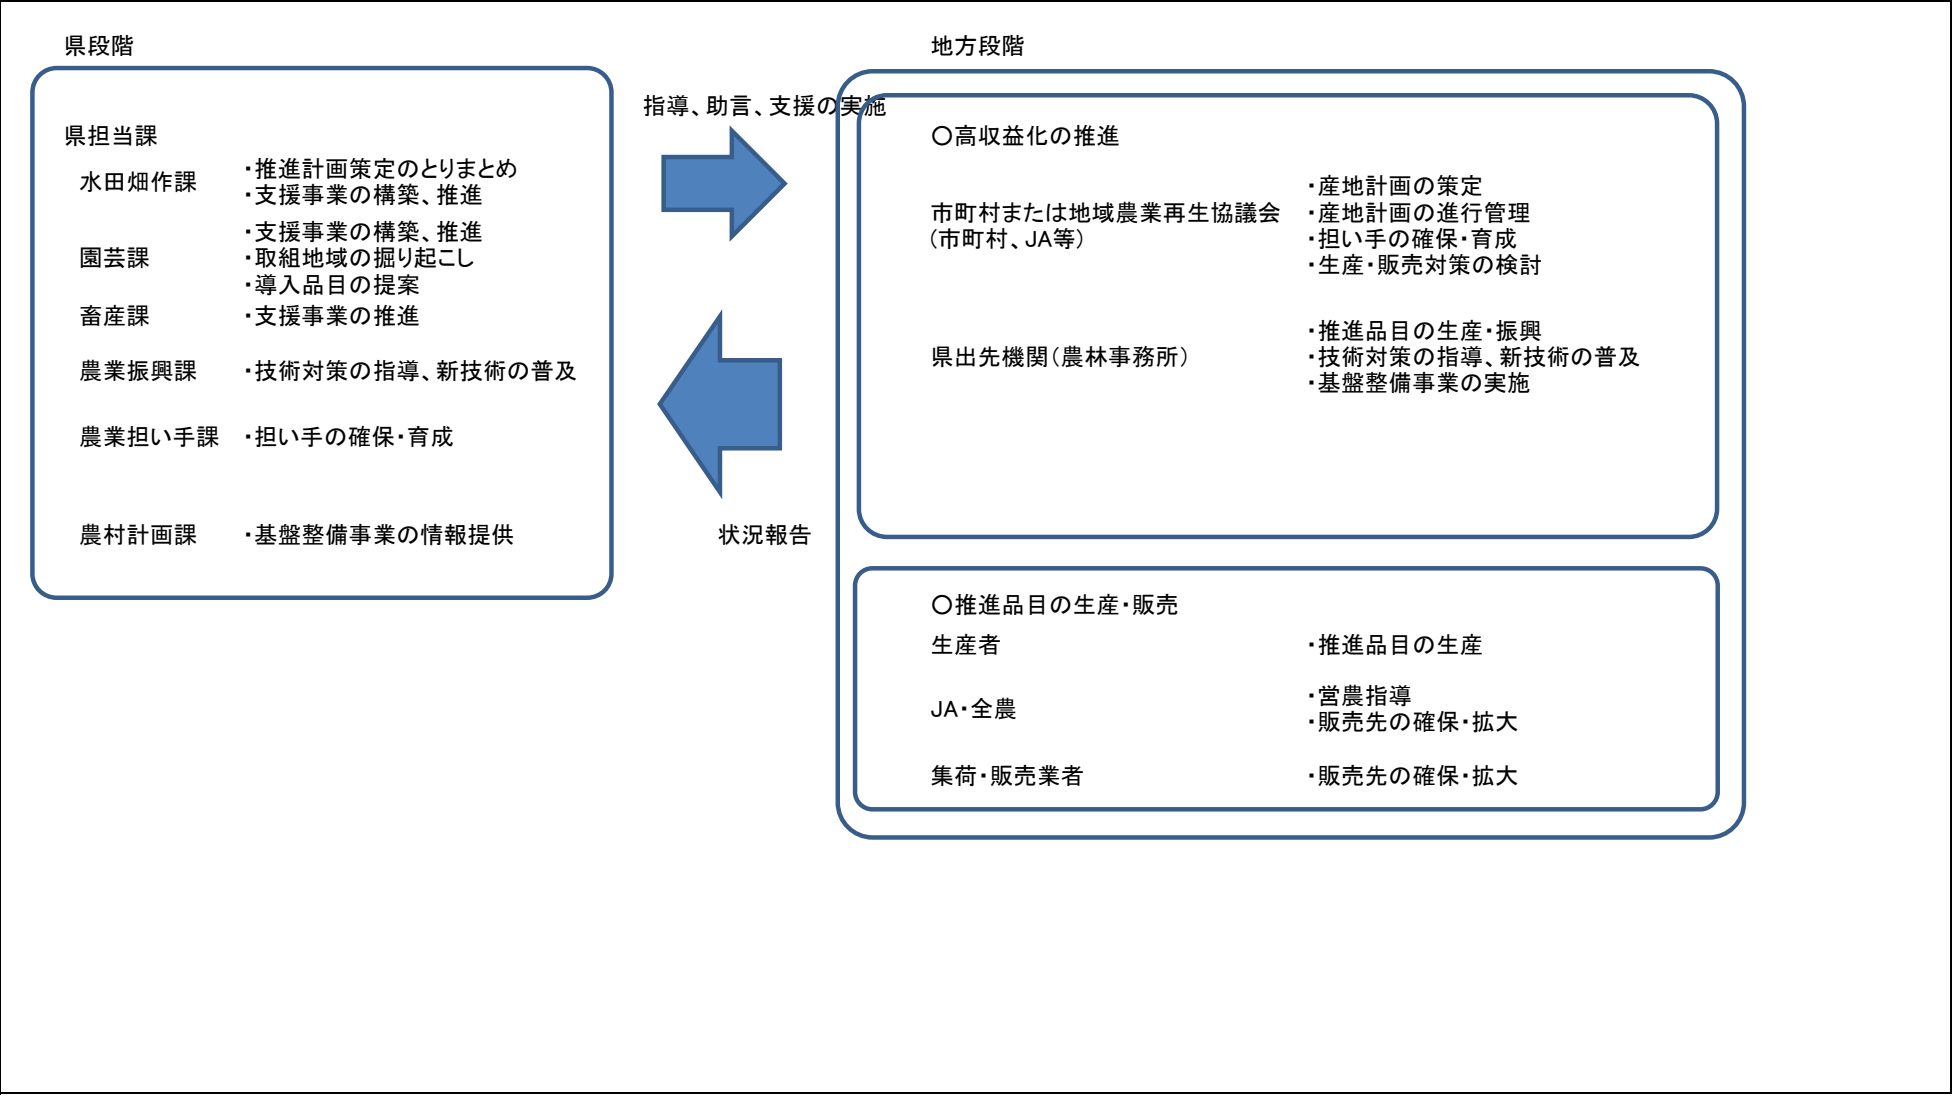 県段階
県担当課
水田畑作課
・推進計画策定のとりまとめ
・支援事業の構築、推進
園芸課
・支援事業の構築、推進
・取組地域の掘り起こし
・導入品目の提案
畜産課
・支援事業の推進
農業振興課
・技術対策の指導、新技術の普及
農業担い手課
・担い手の確保・育成
農村計画課
・基盤整備事業の情報提供
指導、助言、支援の実施
状況報告
地方段階
〇高収益化の推進
市町村または地域農業再生協議会
（市町村、JA等）
・産地計画の策定
・産地計画の進行管理
・担い手の確保・育成
・生産・販売対策の検討
県出先機関（農林事務所）
・推進品目の生産・振興
・技術対策の指導、新技術の普及
・基盤整備事業の実施
〇推進品目の生産・販売
生産者
・推進品目の生産
JA・全農
・営農指導
・販売先の確保・拡大
集荷・販売業者
・販売先の確保・拡大